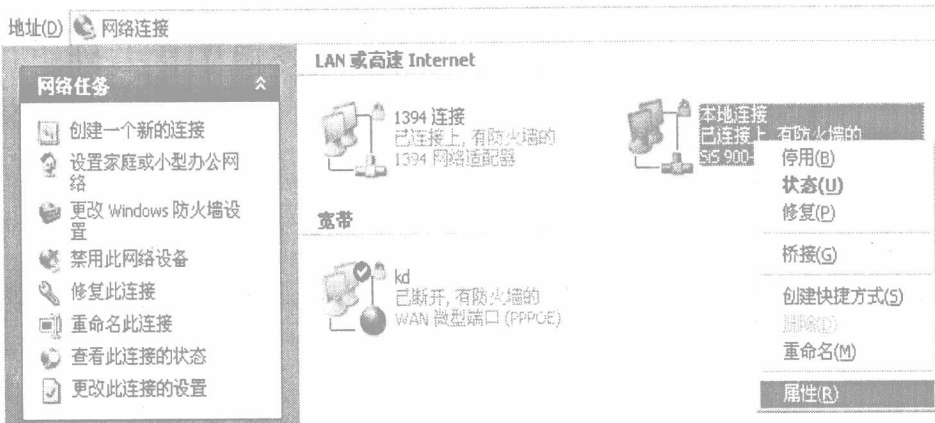 地址(D) 网络连接
网络任务
创建一个新的连接
设置家庭或小型办公网
络
更改 Windows 防火墙设
置
禁用此网络设备
修复此连接
重命名此连接
查看此连接的状态
更改此连接的设置
LAN 或高速 Internet
1394 连接
已连接上, 有防火墙的
1394 网络适配器
本地连接
已连接上, 有防火墙的
SiS 900-
宽带
kd
已断开, 有防火墙的
WAN 微型端口 (PPPOE)
停用(B)
状态(U)
修复(P)
桥接(G)
创建快捷方式(S)
删除(D)
重命名(M)
属性(R)